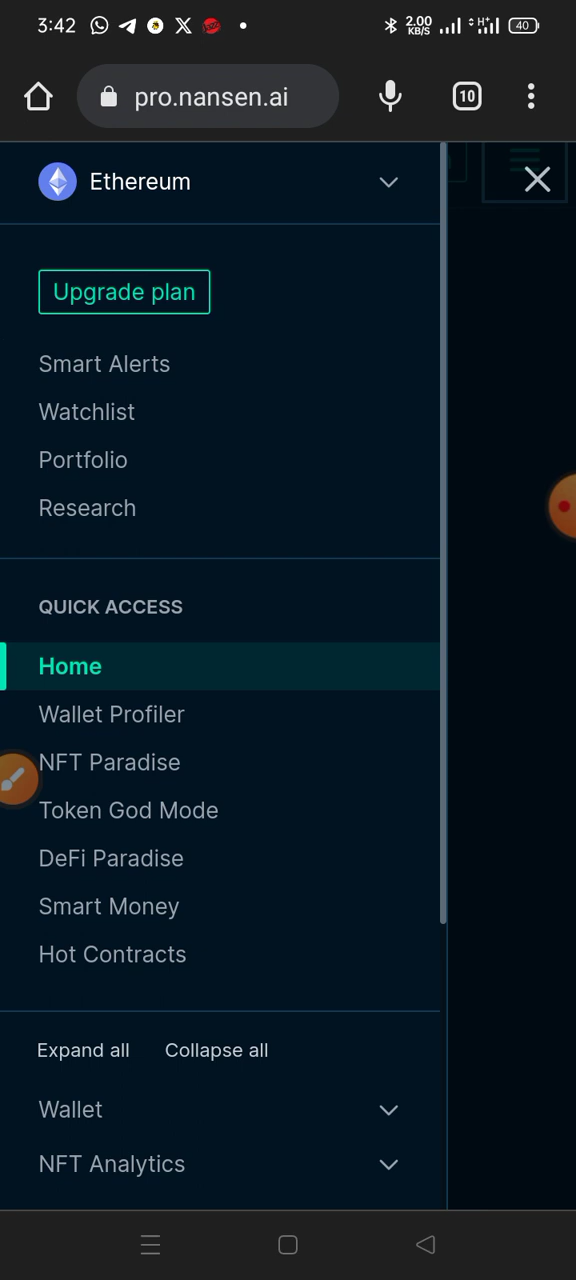 3:42
2.00
KB/S
H+
40
pro.nansen.ai
10
Ethereum
Upgrade plan
Smart Alerts
Watchlist
Portfolio
Research
QUICK ACCESS
Home
Wallet Profiler
NFT Paradise
Token God Mode
DeFi Paradise
Smart Money
Hot Contracts
Expand all Collapse all
Wallet
NFT Analytics